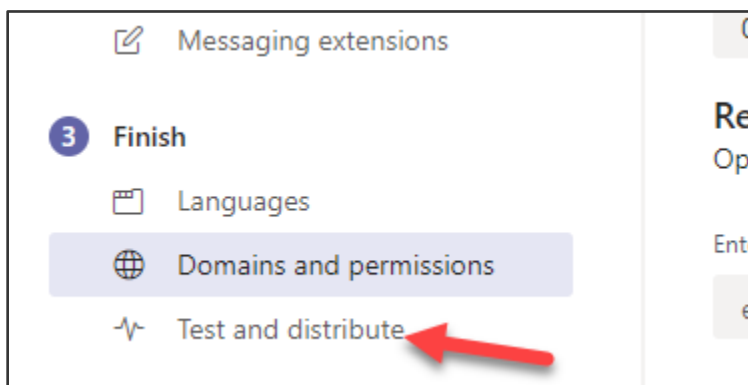 Messaging extensions
3 Finish
Languages
Domains and permissions
Test and distribute
Re
Op
Ent
e